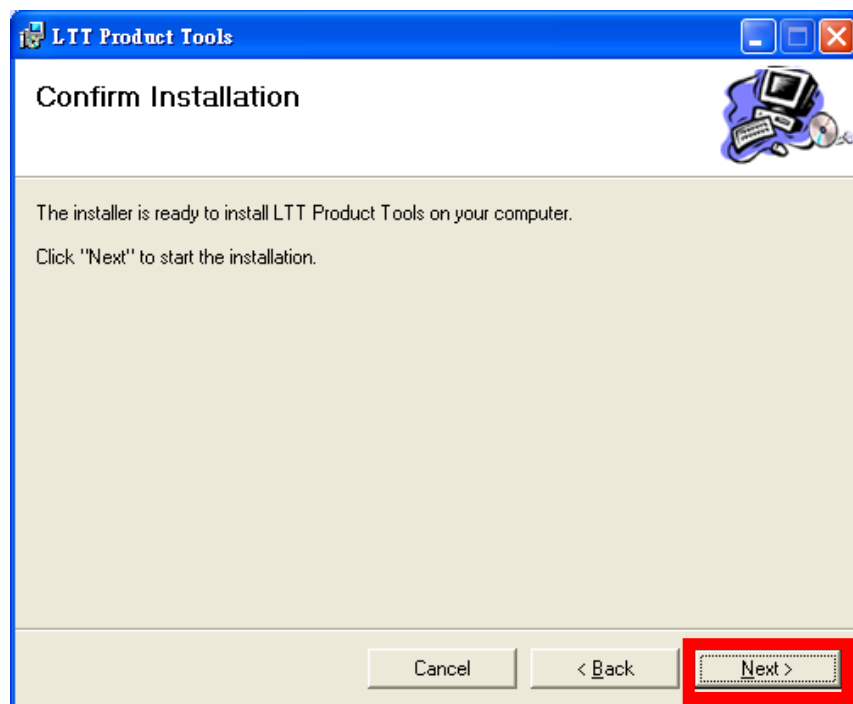 LTT Product Tools
Confirm Installation
The installer is ready to install LTT Product Tools on your computer.
Click "Next" to start the installation.
Cancel
< Back
Next >